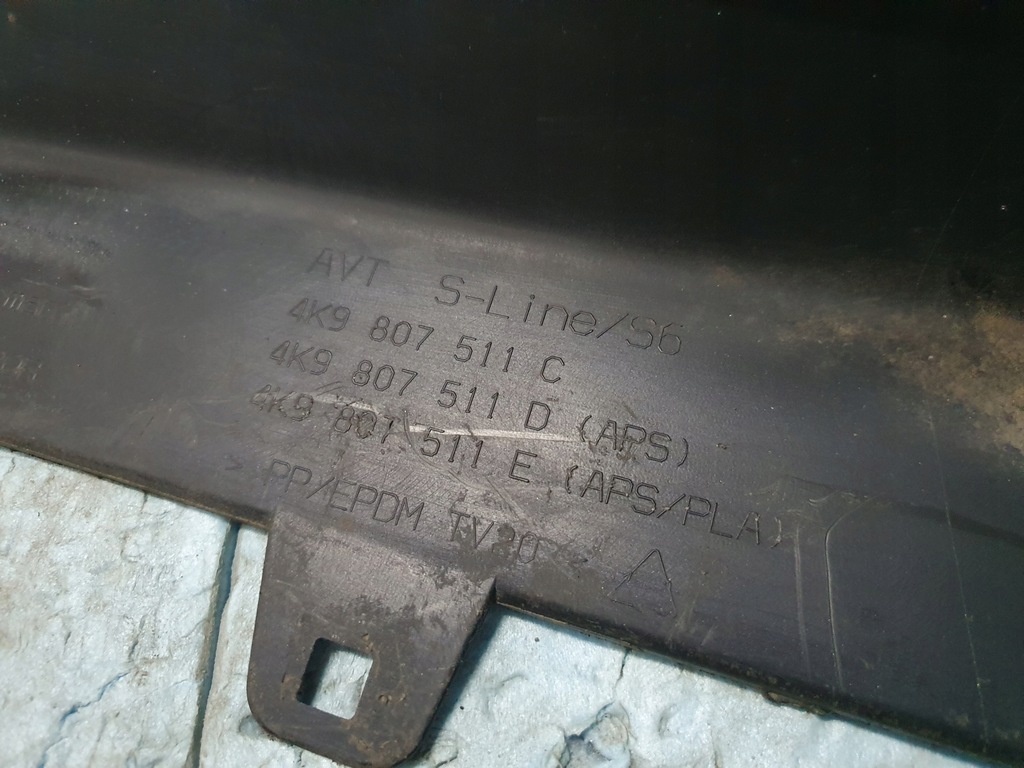 AVT S-Line/S6
4K9 807 511 C
4K9 807 511 D (APS)
4K9 807 511 E (APS/PLA)
> PP/EPDM TV20